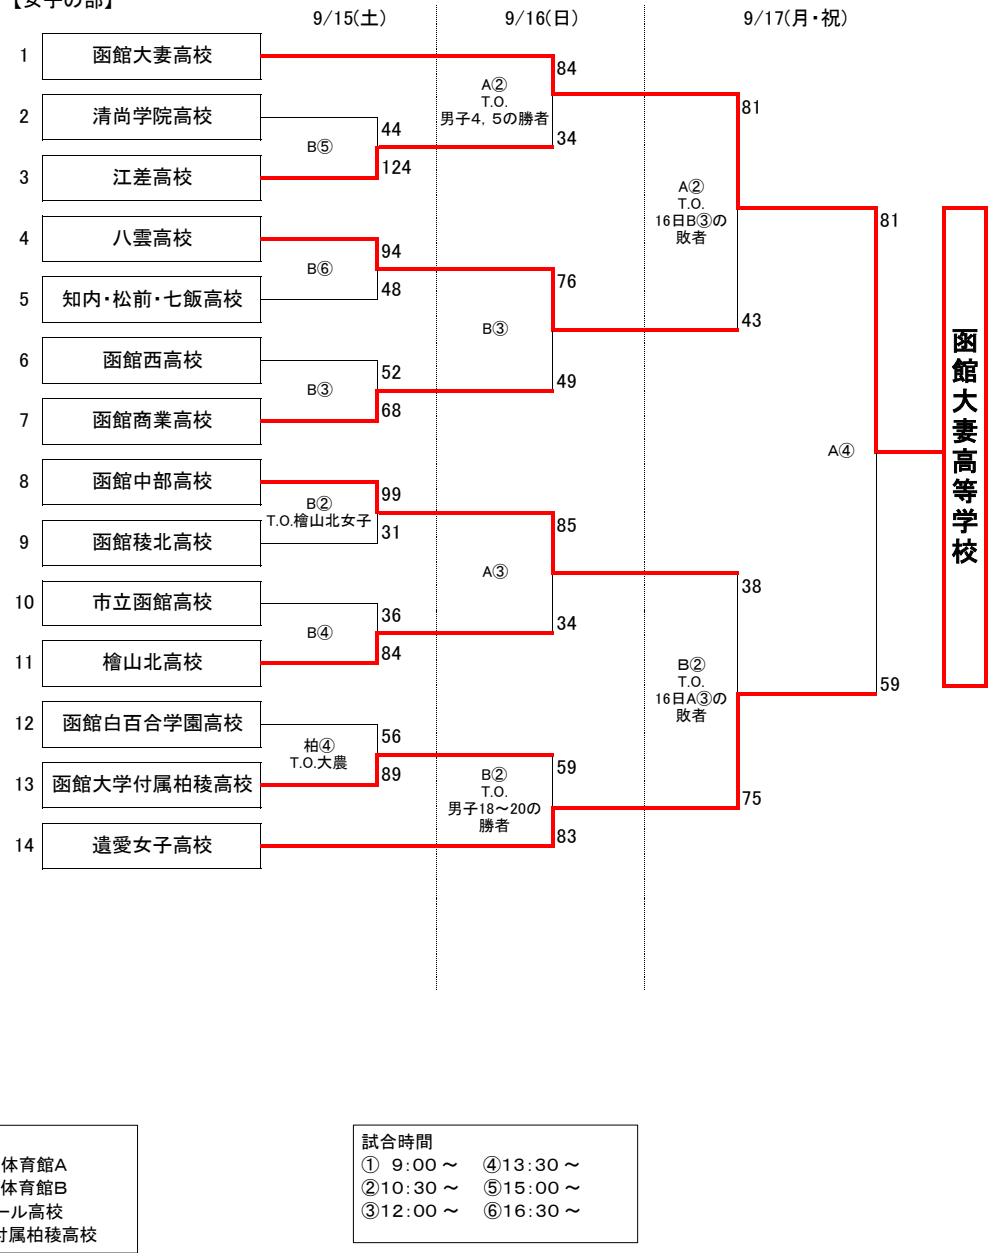 【女子の部】
9/15(土)
9/16(日)
9/17(月・祝)
1 函館大妻高校
2 清尚学院高校
3 江差高校
4 八雲高校
5 知内・松前・七飯高校
6 函館西高校
7 函館商業高校
8 函館中部高校
9 函館稜北高校
10 市立函館高校
11 檜山北高校
12 函館白百合学園高校
13 函館大学付属柏稜高校
14 遺愛女子高校
B⑤
44
124
B⑥
94
48
B③
52
68
B②
T.O.檜山北女子
99
31
B④
36
84
柏④
T.O.大農
56
89
A②
T.O.
男子4，5の勝者
84
34
B③
76
49
A③
85
34
B②
T.O.
男子18～20の
勝者
59
83
A②
T.O.
16日B③の
敗者
81
43
B②
T.O.
16日A③の
敗者
38
75
A④
81
59
函館大妻高等学校
体育館A
体育館B
ール高校
付属柏稜高校
試合時間
① 9:00～ ④13:30～
②10:30～ ⑤15:00～
③12:00～ ⑥16:30～